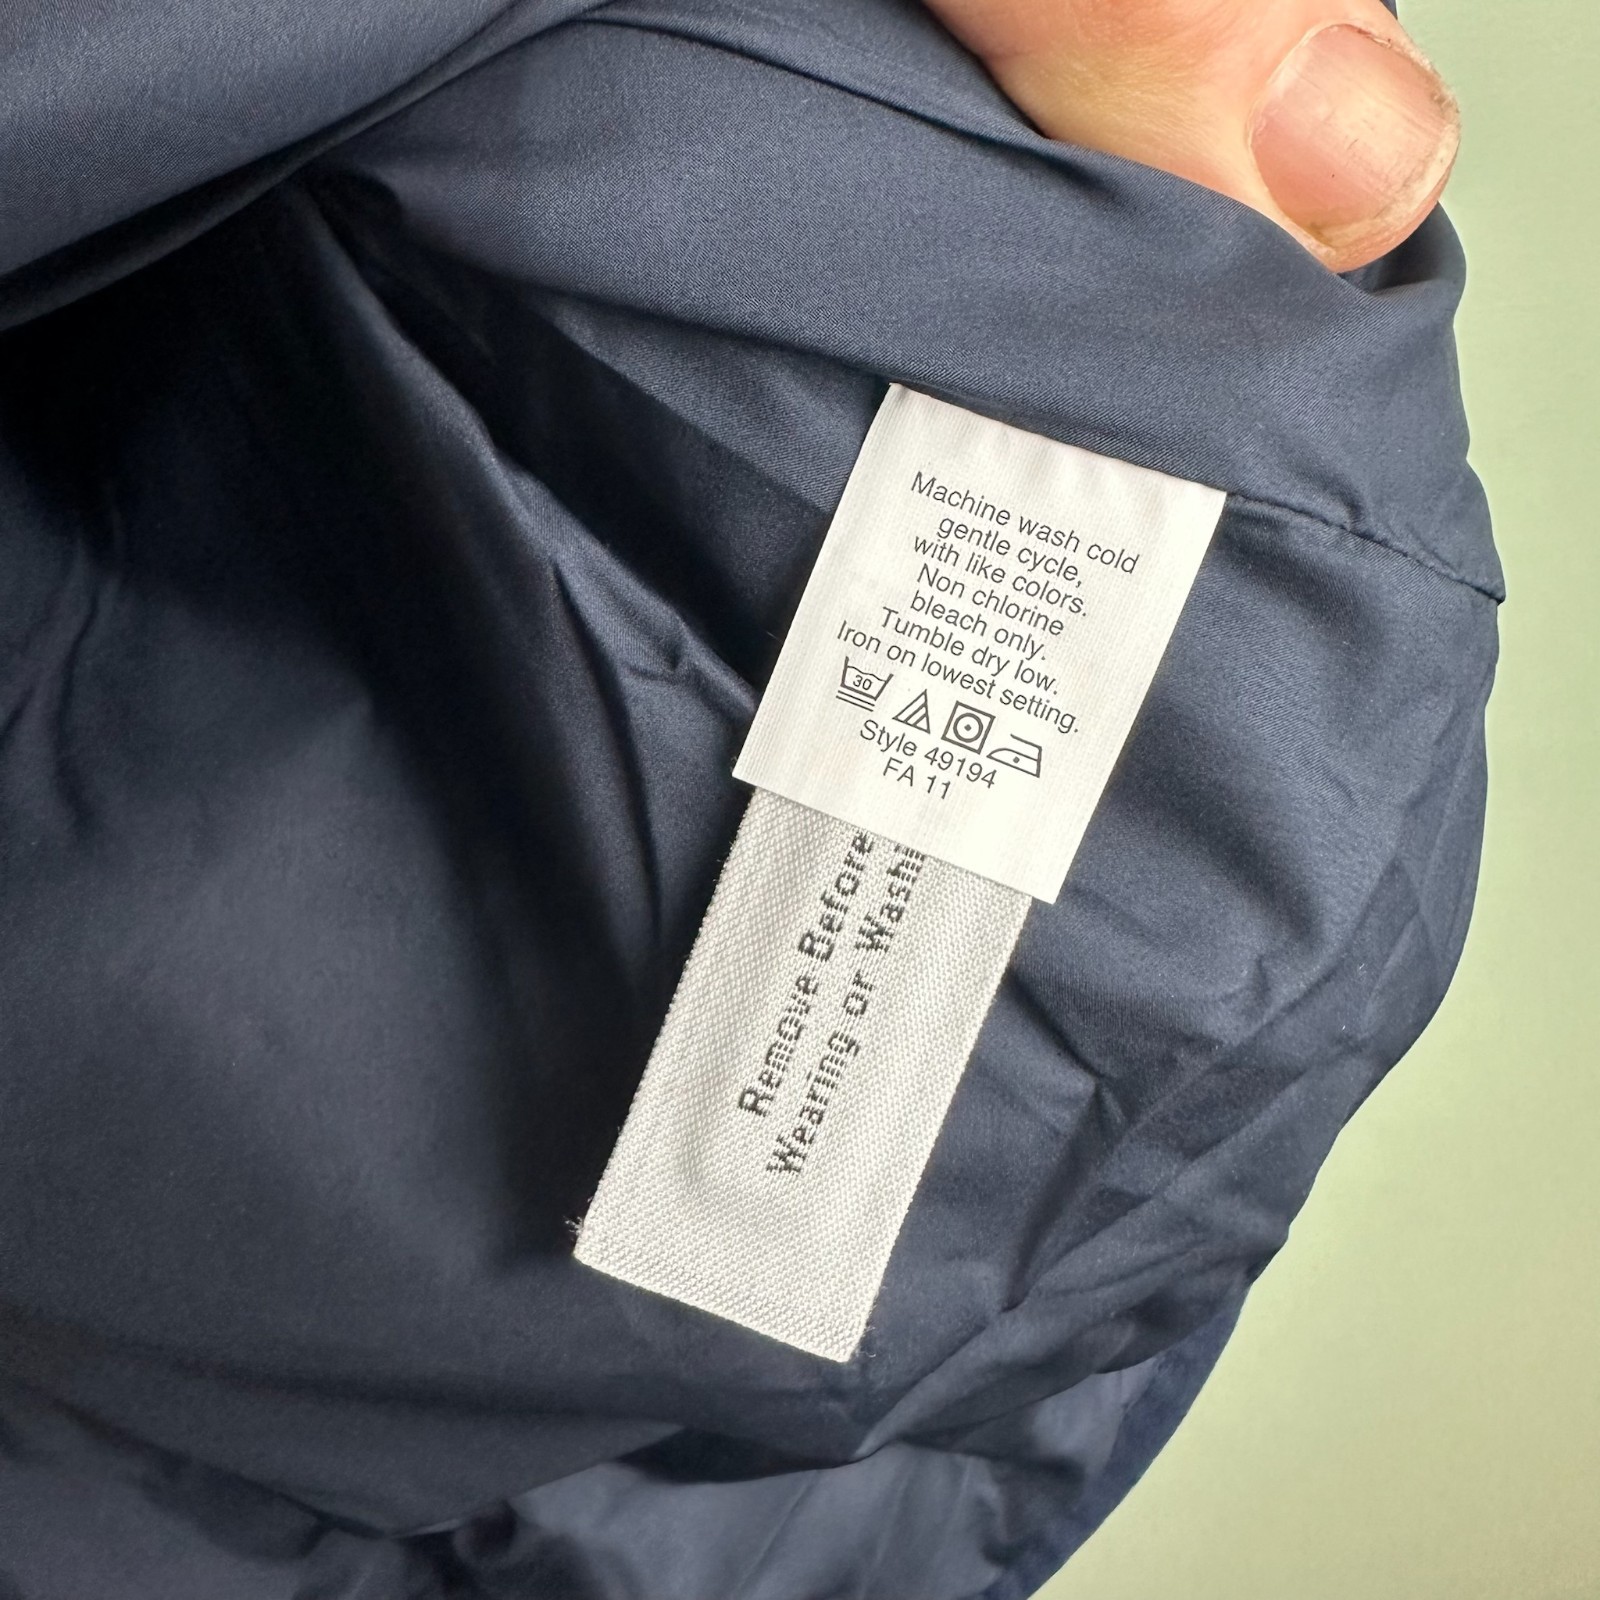 Machine wash cold
gentle cycle,
with like colors.
Non chlorine
bleach only.
Tumble dry low.
Iron on lowest setting.
30
Style 49194
FA 11
Remove Before
Wearing or